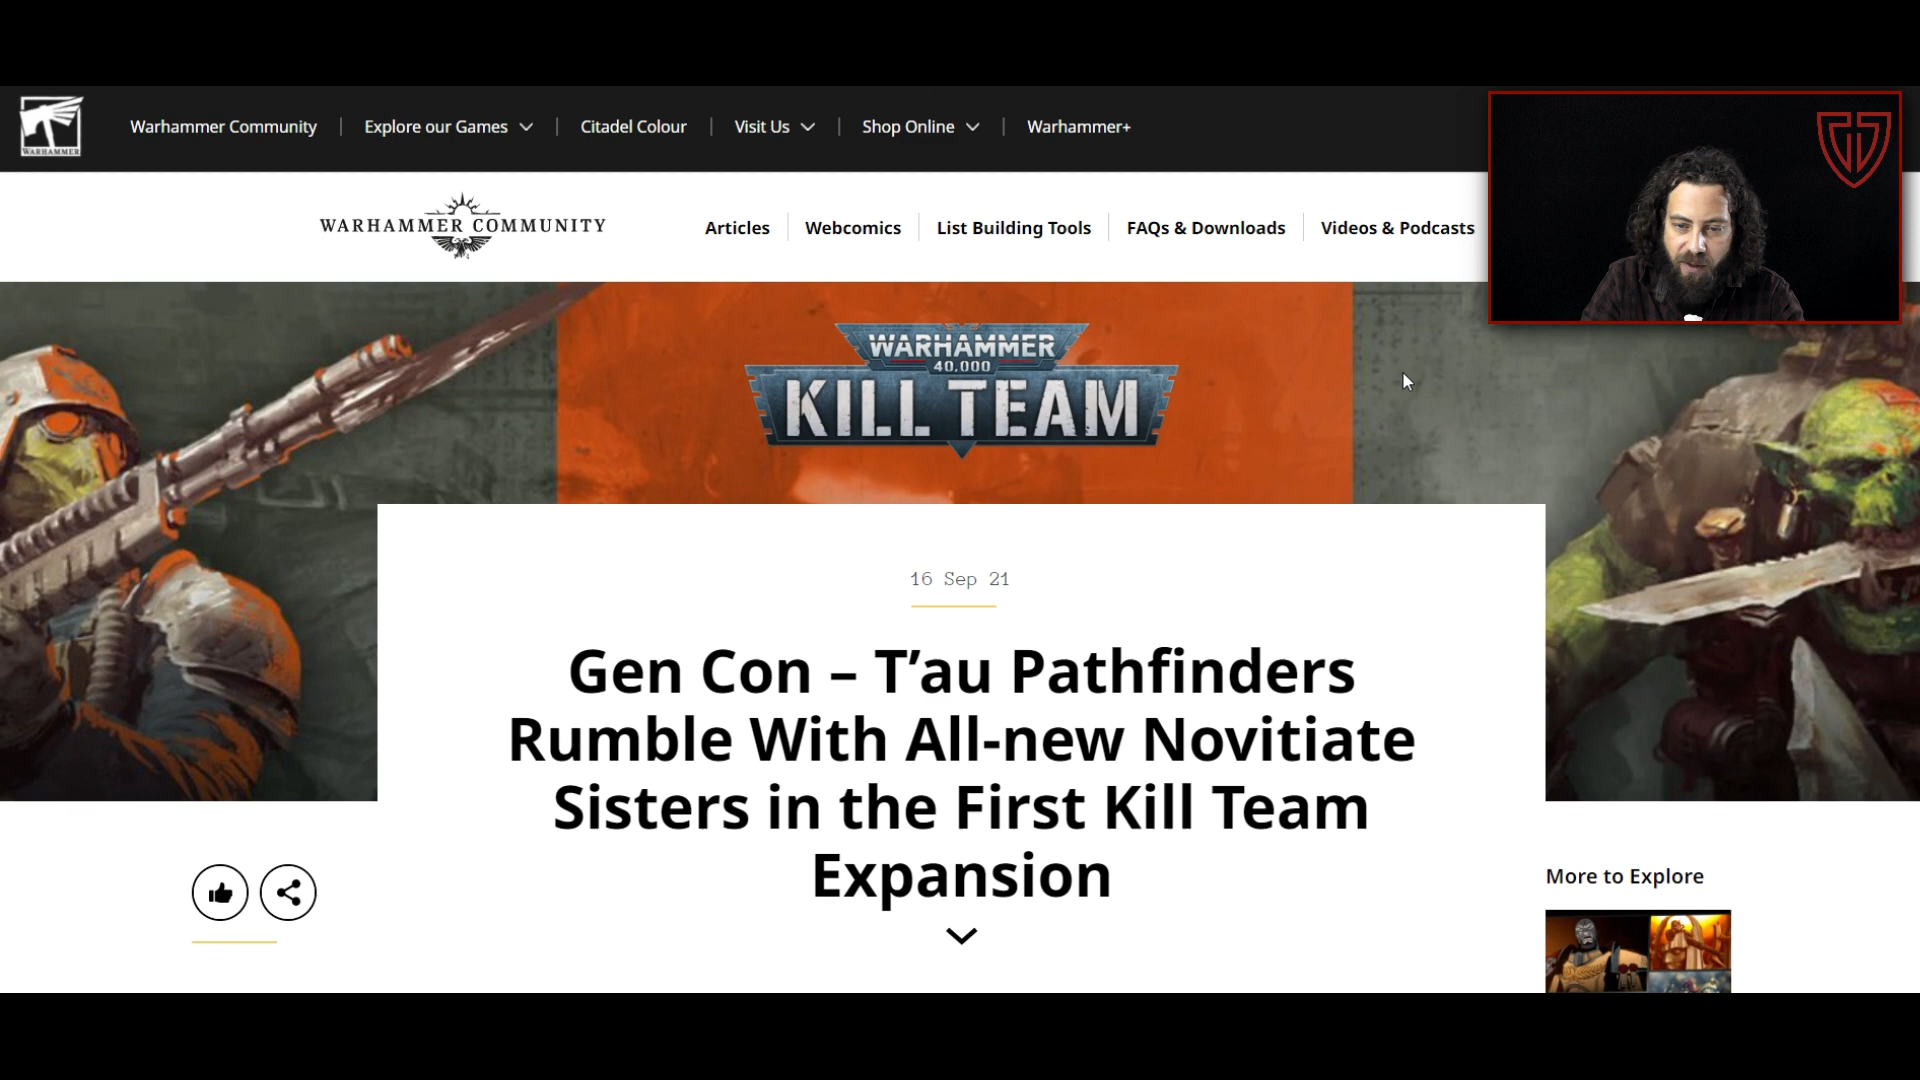 WARHAMMER
Warhammer Community
Explore our Games
Citadel Colour
Visit Us
Shop Online
Warhammer+
WARHAMMER COMMUNITY
Articles
Webcomics
List Building Tools
FAQs & Downloads
Videos & Podcasts
WARHAMMER
40,000
KILL TEAM
16 Sep 21
Gen Con – T’au Pathfinders
Rumble With All-new Novitiate
Sisters in the First Kill Team
Expansion
More to Explore